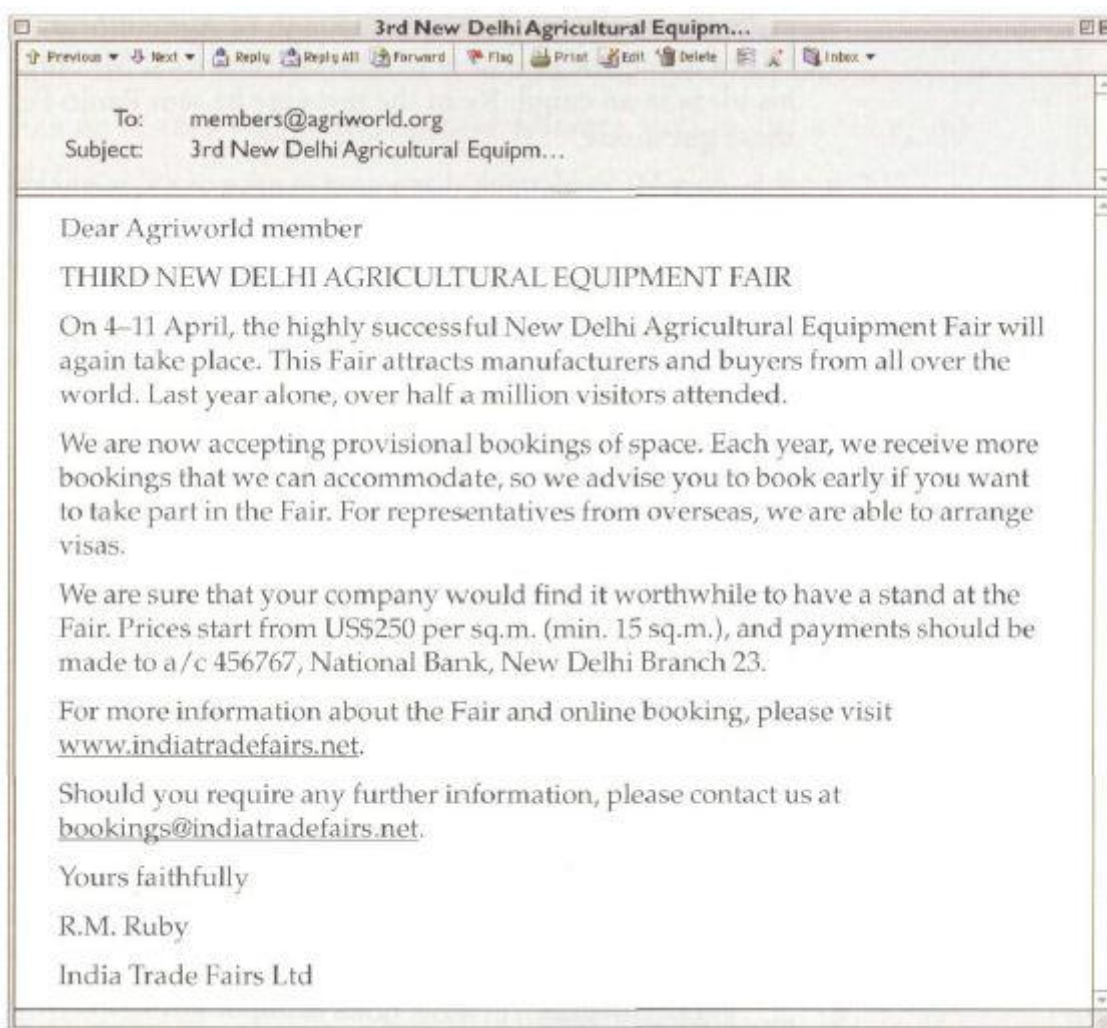 3rd New Delhi Agricultural Equipm...
Previous Next Reply Reply All Forward Flag Print Edit Delete Inbox
To: members@agriworld.org
Subject: 3rd New Delhi Agricultural Equipm...
Dear Agriworld member
THIRD NEW DELHI AGRICULTURAL EQUIPMENT FAIR
On 4–11 April, the highly successful New Delhi Agricultural Equipment Fair will
again take place. This Fair attracts manufacturers and buyers from all over the
world. Last year alone, over half a million visitors attended.
We are now accepting provisional bookings of space. Each year, we receive more
bookings that we can accommodate, so we advise you to book early if you want
to take part in the Fair. For representatives from overseas, we are able to arrange
visas.
We are sure that your company would find it worthwhile to have a stand at the
Fair. Prices start from US$250 per sq.m. (min. 15 sq.m.), and payments should be
made to a/c 456767, National Bank, New Delhi Branch 23.
For more information about the Fair and online booking, please visit
www.indiatradefairs.net.
Should you require any further information, please contact us at
bookings@indiatradefairs.net.
Yours faithfully
R.M. Ruby
India Trade Fairs Ltd